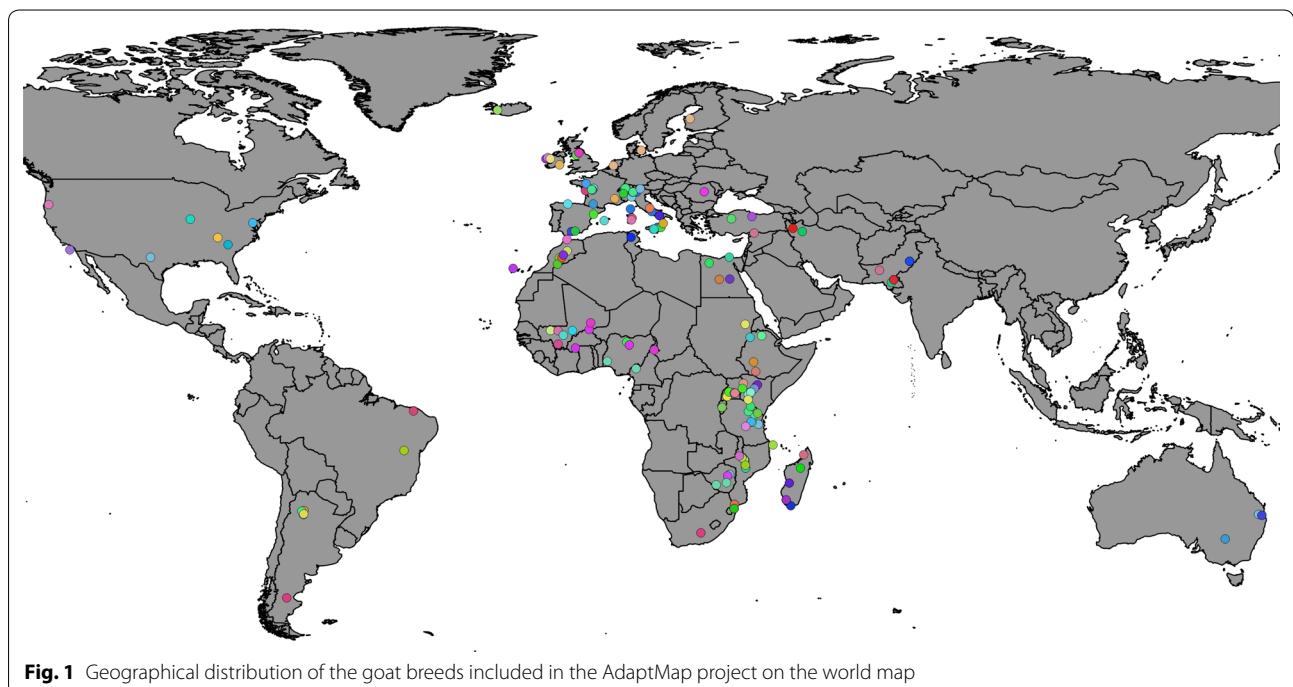 Fig. 1 Geographical distribution of the goat breeds included in the AdaptMap project on the world map